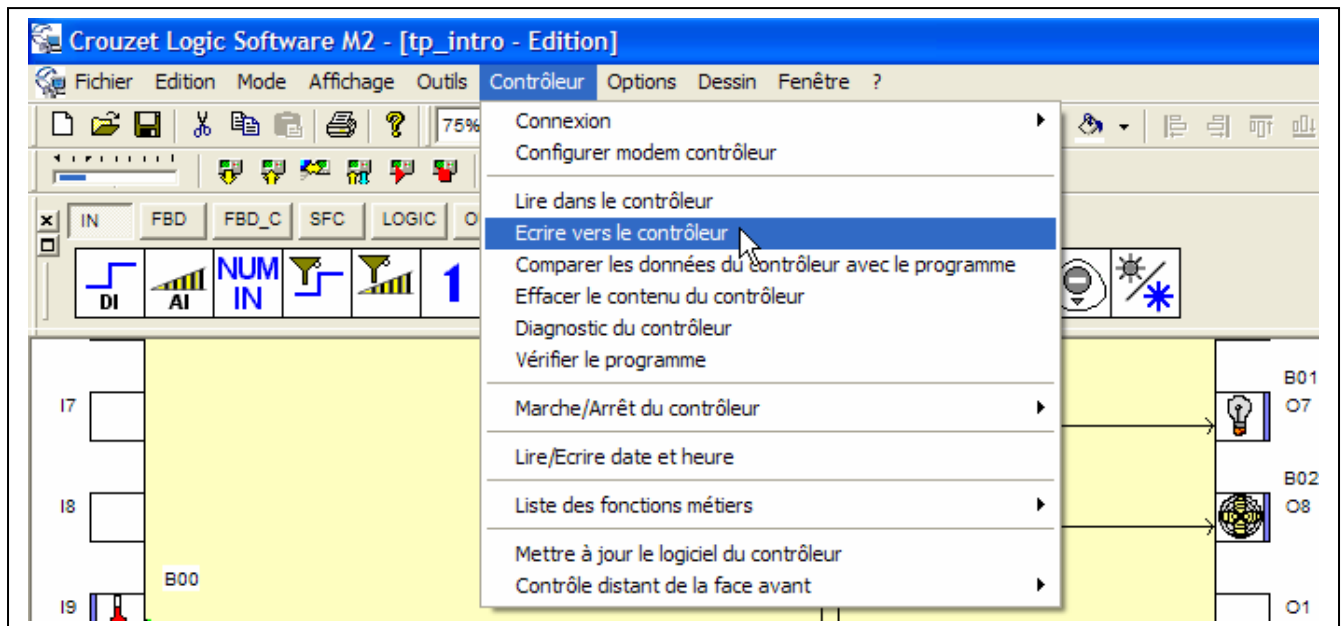 Crouzet Logic Software M2 - [tp_intro - Edition]
Fichier Edition Mode Affichage Outils Contrôleur Options Dessin Fenêtre ?
75%
Connexion
Configurer modem contrôleur
Lire dans le contrôleur
Ecrire vers le contrôleur
Comparer les données du contrôleur avec le programme
Effacer le contenu du contrôleur
Diagnostic du contrôleur
Vérifier le programme
Marche/Arrêt du contrôleur
Lire/Ecrire date et heure
Liste des fonctions métiers
Mettre à jour le logiciel du contrôleur
Contrôle distant de la face avant
IN FBD FBD_C SFC LOGIC
DI AI NUM IN 1
I7
I8
B00
I9
B01
O7
B02
O8
O1